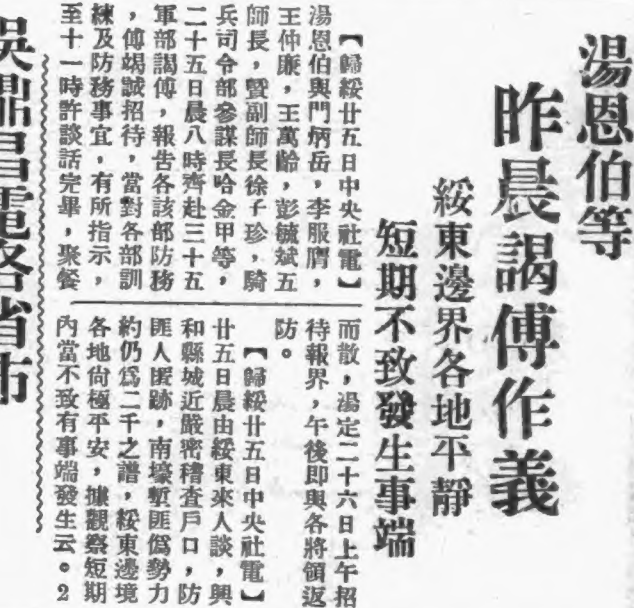 湯恩伯等
昨晨謁傅作義
綏東邊界各地平靜
短期不致發生事端
【歸綏廿五日中央社電】
湯恩伯與門炳岳，李服膺，
王仲廉，王萬齡，彭毓斌五
師長，暨副師長徐子珍，騎
兵司令部參謀長哈金甲等，
二十五日晨八時齊赴三十五
軍部謁傅，報告各該部防務
，傅竭誠招待，當對各部訓
練及防務事宜，有所指示，
至十一時許談話完畢，聚餐
而散，湯定二十六日上午招
待報界，午後即與各將領返
防。
【歸綏廿五日中央社電】
廿五日晨由綏東來人談，興
和縣城近嚴密稽查戶口，防
匪人匿跡，南壕塹匪僞勢力
約仍爲二千之譜，綏東邊境
各地尙極平安，據觀察短期
內當不致有事端發生云。2
吳鼎昌電各省市